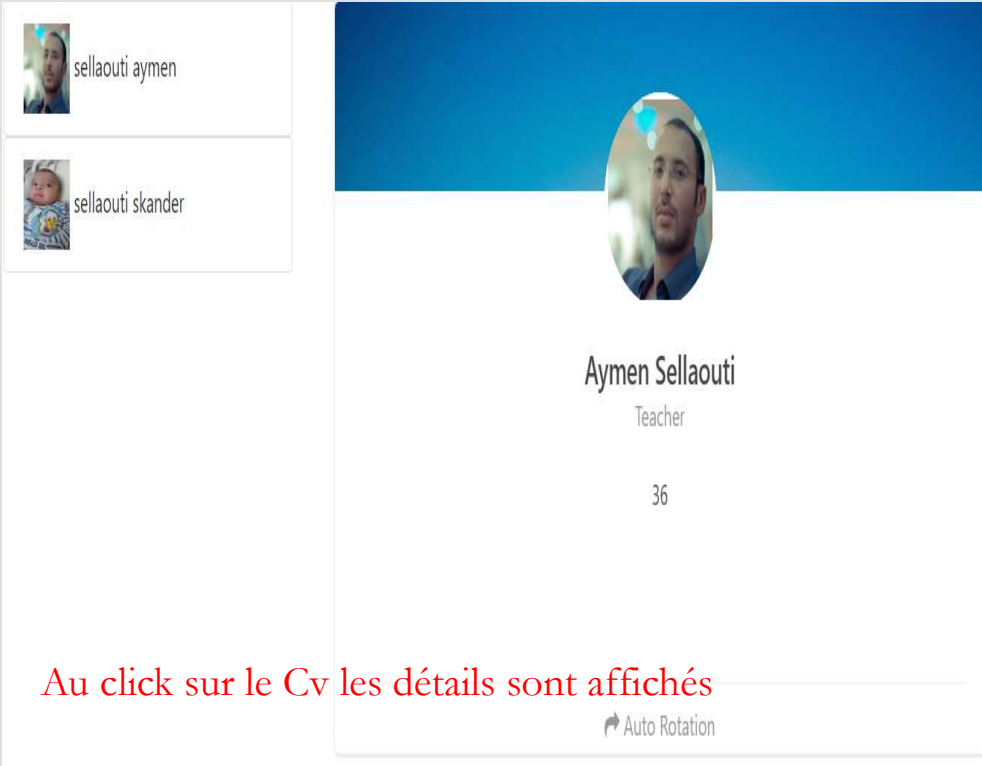 sellaouti aymen
sellaouti skander
Aymen Sellaouti
Teacher
36
Au click sur le Cv les détails sont affichés
Auto Rotation